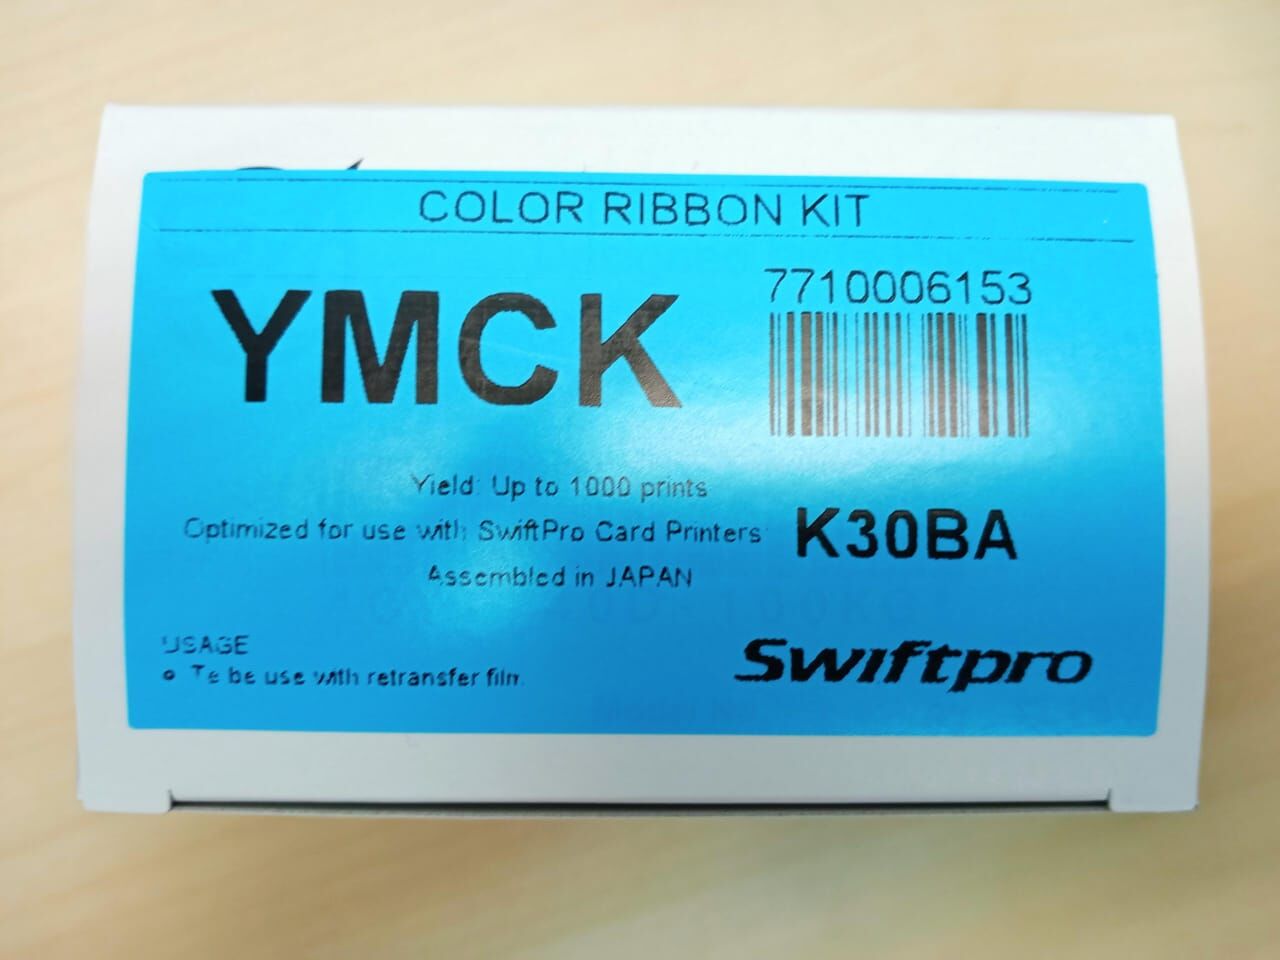 COLOR RIBBON KIT
YMCK
7710006153
Yield: Up to 1000 prints
Optimized for use with SwiftPro Card Printers: K30BA
Assembled in JAPAN
USAGE
To be use with retransfer film.
Swiftpro